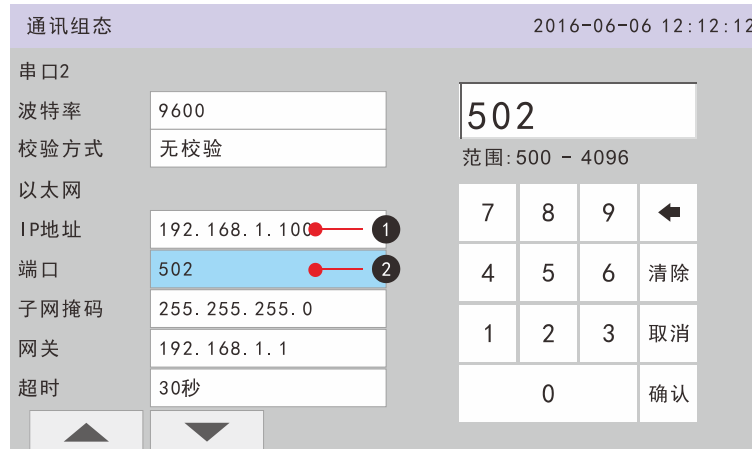 通讯组态 2016-06-06 12:12:12
串口2
波特率 9600
校验方式 无校验
以太网
IP地址 192.168.1.100 1
端口 502 2
子网掩码 255.255.255.0
网关 192.168.1.1
超时 30秒
502
范围:500 - 4096
7 8 9
4 5 6 清除
1 2 3 取消
0 确认